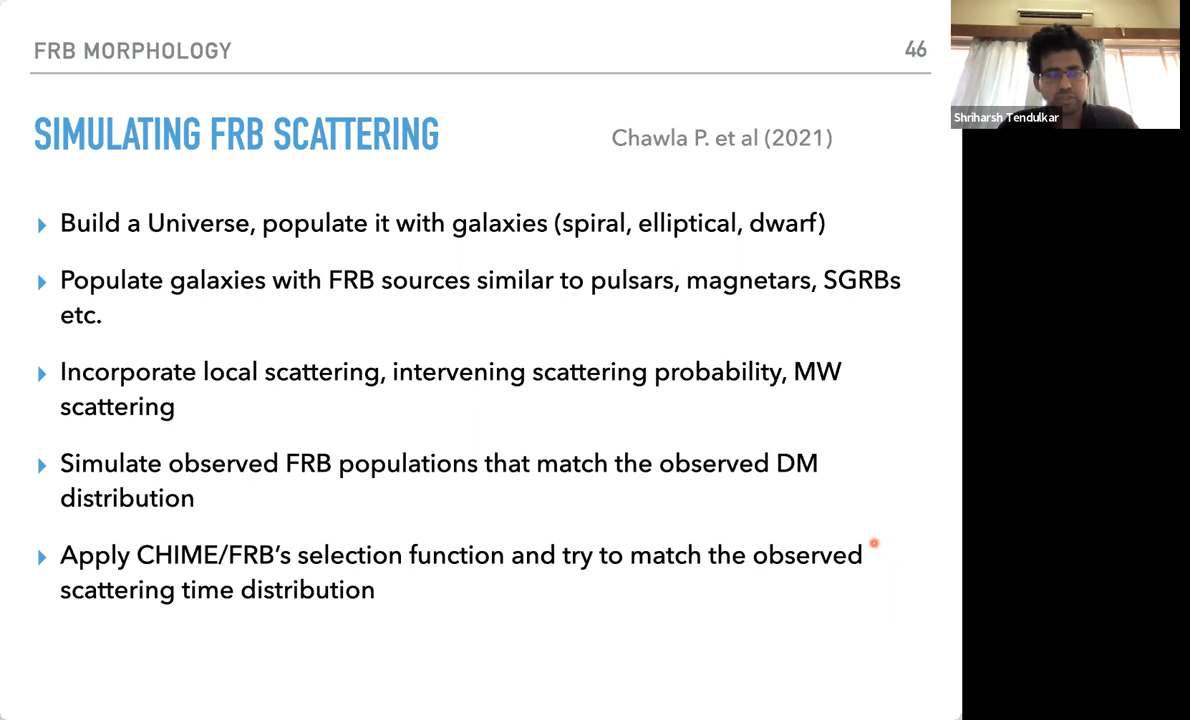 FRB MORPHOLOGY
46
SIMULATING FRB SCATTERING
Chawla P. et al (2021)
Build a Universe, populate it with galaxies (spiral, elliptical, dwarf)
Populate galaxies with FRB sources similar to pulsars, magnetars, SGRBs
etc.
Incorporate local scattering, intervening scattering probability, MW
scattering
Simulate observed FRB populations that match the observed DM
distribution
Apply CHIME/FRB’s selection function and try to match the observed
scattering time distribution
Shriharsh Tendulkar